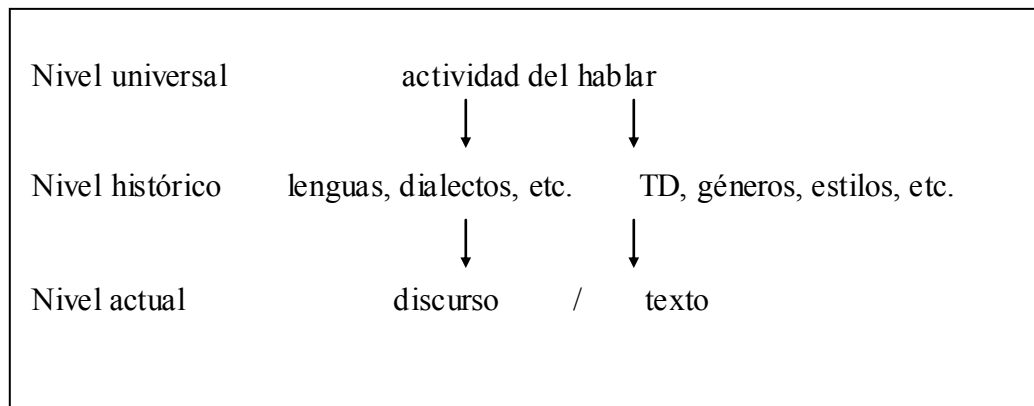 Nivel universal actividad del hablar
Nivel histórico lenguas, dialectos, etc. TD, géneros, estilos, etc.
Nivel actual discurso / texto